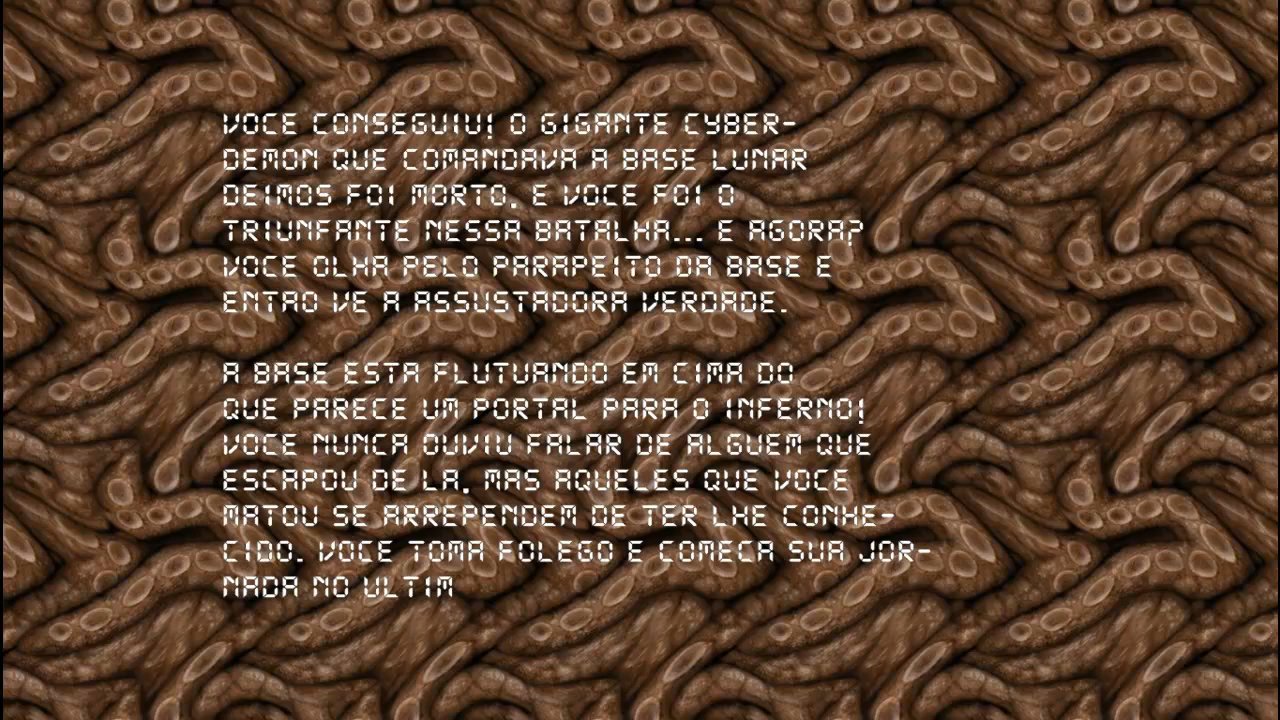 VOCE CONSEGUIU! O GIGANTE CYBER-
DEMON QUE COMANDAVA A BASE LUNAR
DEIMOS FOI MORTO, E VOCE FOI O
TRIUNFANTE NESSA BATALHA... E AGORA?
VOCE OLHA PELO PARAPEITO DA BASE E
ENTAO VE A ASSUSTADORA VERDADE.
A BASE ESTA FLUTUANDO EM CIMA DO
QUE PARECE UM PORTAL PARA O INFERNO!
VOCE NUNCA OUVIU FALAR DE ALGUEM QUE
ESCAPOU DE LA, MAS AQUELES QUE VOCE
MATOU SE ARREPENDEM DE TER LHE CONHE-
CIDO. VOCE TOMA FOLEGO E COMECA SUA JOR-
NADA NO ULTIM